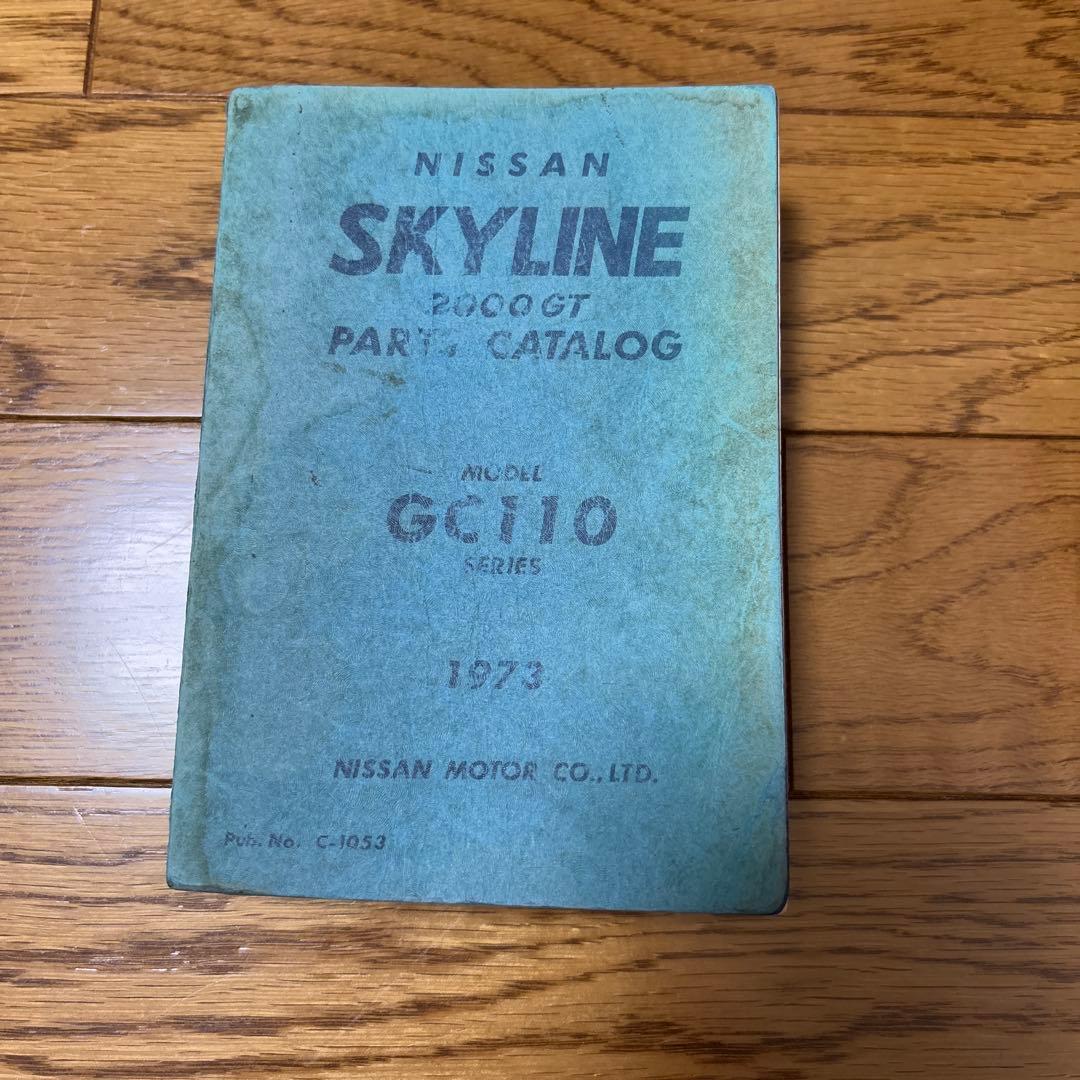 NISSAN
SKYLINE
2000GT
PARTS CATALOG
MODEL
GC110
SERIES
1973
NISSAN MOTOR CO.,LTD.
Pub. No. C-1053